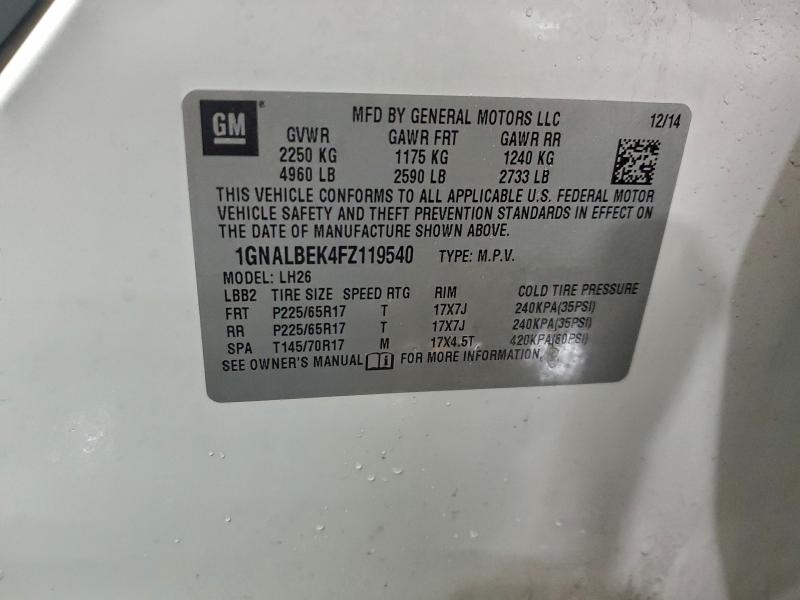 GM® MFD BY GENERAL MOTORS LLC 12/14
GVWR GAWR FRT GAWR RR
2250 KG 1175 KG 1240 KG
4960 LB 2590 LB 2733 LB
THIS VEHICLE CONFORMS TO ALL APPLICABLE U.S. FEDERAL MOTOR
VEHICLE SAFETY AND THEFT PREVENTION STANDARDS IN EFFECT ON
THE DATE OF MANUFACTURE SHOWN ABOVE.
1GNALBEK4FZ119540 TYPE: M.P.V.
MODEL: LH26
LBB2 TIRE SIZE SPEED RTG RIM COLD TIRE PRESSURE
FRT P225/65R17 T 17X7J 240KPA(35PSI)
RR P225/65R17 T 17X7J 240KPA(35PSI)
SPA T145/70R17 M 17X4.5T 420KPA(60PSI)
SEE OWNER'S MANUAL FOR MORE INFORMATION.